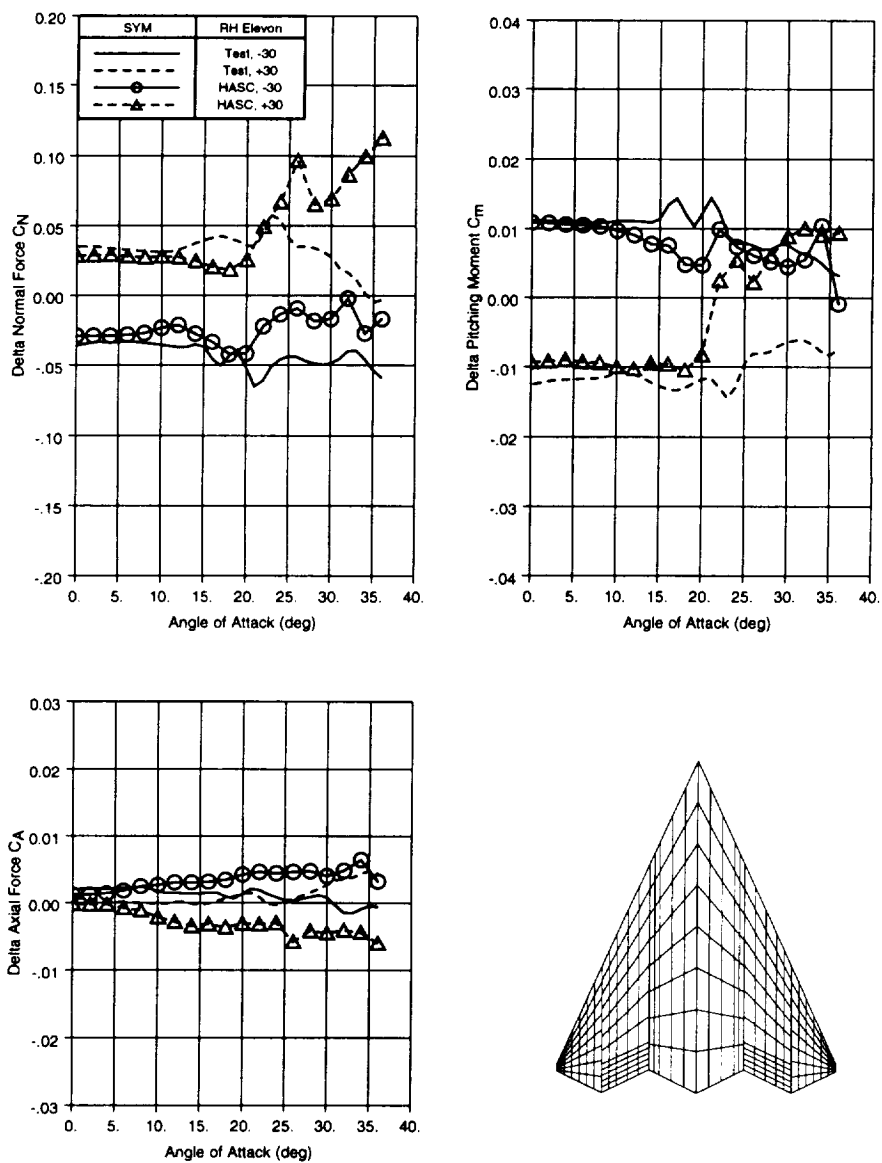 SYM RH Elevon
Test, -30
Test, +30
HASC, -30
HASC, +30
0.20
0.15
0.10
0.05
0.00
-.05
-.10
-.15
-.20
Delta Normal Force CN
0. 5. 10. 15. 20. 25. 30. 35. 40.
Angle of Attack (deg)
0.04
0.03
0.02
0.01
0.00
-.01
-.02
-.03
-.04
Delta Pitching Moment Cm
0. 5. 10. 15. 20. 25. 30. 35. 40.
Angle of Attack (deg)
0.03
0.02
0.01
0.00
-.01
-.02
-.03
Delta Axial Force CA
0. 5. 10. 15. 20. 25. 30. 35. 40.
Angle of Attack (deg)